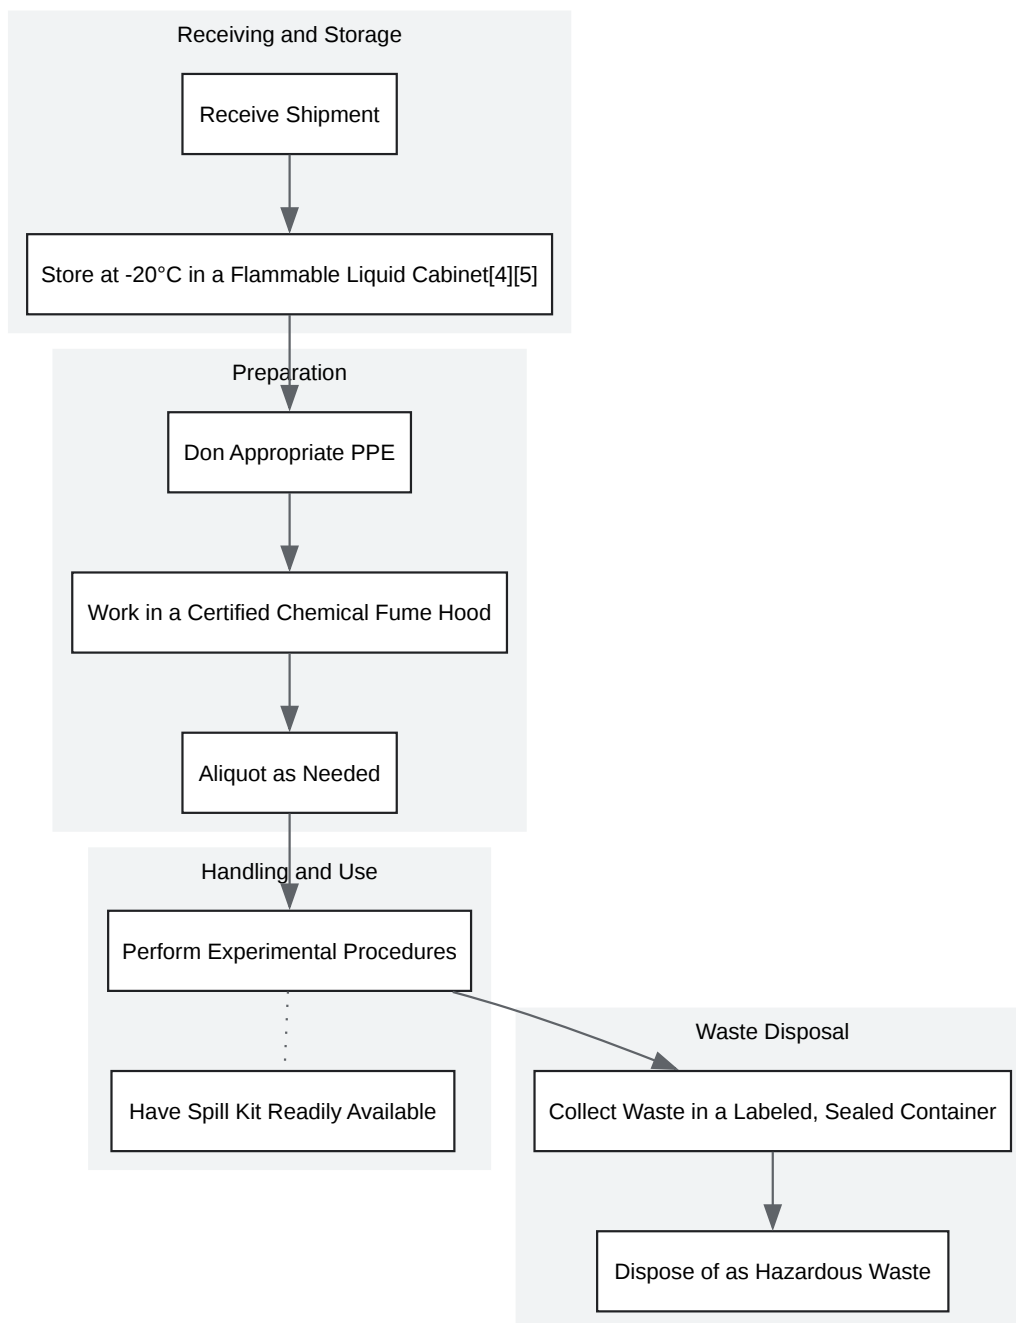 Receiving and Storage
Receive Shipment
Store at -20°C in a Flammable Liquid Cabinet[4][5]
Preparation
Don Appropriate PPE
Work in a Certified Chemical Fume Hood
Aliquot as Needed
Handling and Use
Perform Experimental Procedures
Have Spill Kit Readily Available
Waste Disposal
Collect Waste in a Labeled, Sealed Container
Dispose of as Hazardous Waste